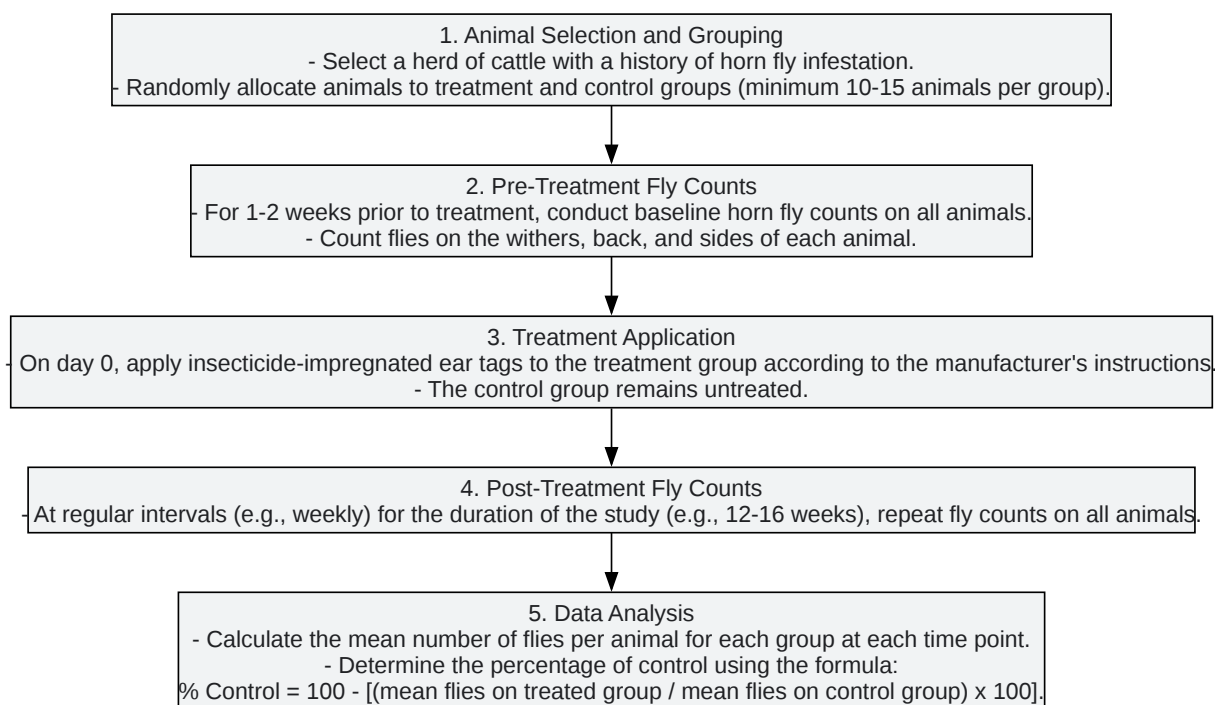 1. Animal Selection and Grouping
- Select a herd of cattle with a history of horn fly infestation.
- Randomly allocate animals to treatment and control groups (minimum 10-15 animals per group).
2. Pre-Treatment Fly Counts
- For 1-2 weeks prior to treatment, conduct baseline horn fly counts on all animals.
- Count flies on the withers, back, and sides of each animal.
3. Treatment Application
- On day 0, apply insecticide-impregnated ear tags to the treatment group according to the manufacturer's instructions.
- The control group remains untreated.
4. Post-Treatment Fly Counts
- At regular intervals (e.g., weekly) for the duration of the study (e.g., 12-16 weeks), repeat fly counts on all animals.
5. Data Analysis
- Calculate the mean number of flies per animal for each group at each time point.
- Determine the percentage of control using the formula:
% Control = 100 - [(mean flies on treated group / mean flies on control group) x 100].